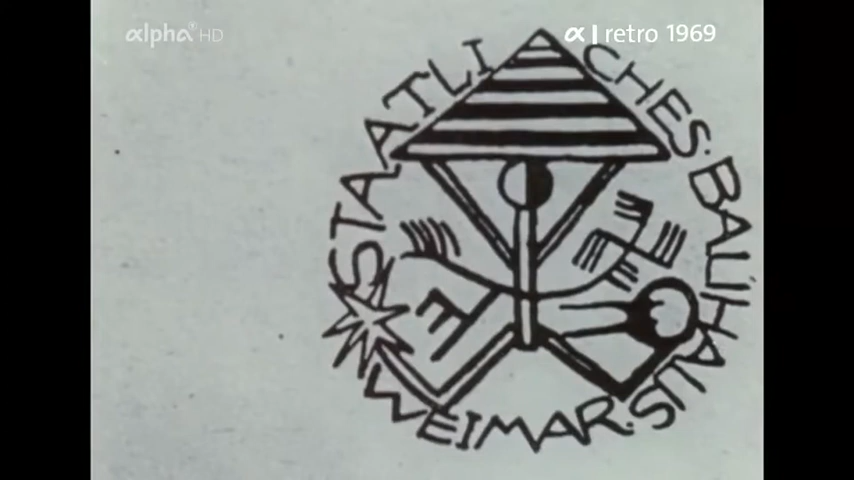 alpha HD
α | retro 1969
STAATLICHES · BAUHAUS · WEIMAR ·